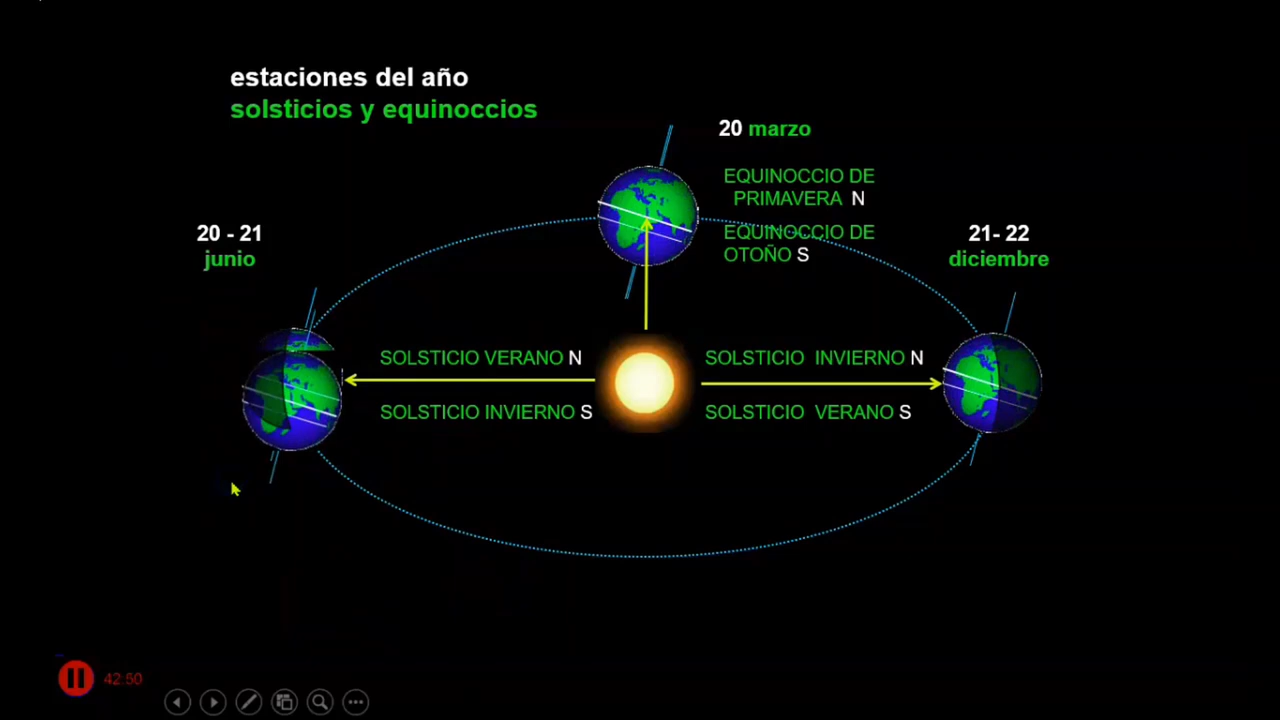 estaciones del año
solsticios y equinoccios
20 marzo
EQUINOCCIO DE
PRIMAVERA N
EQUINOCCIO DE
OTOÑO S
20 - 21
junio
21- 22
diciembre
SOLSTICIO VERANO N
SOLSTICIO INVIERNO N
SOLSTICIO INVIERNO S
SOLSTICIO VERANO S
42:50